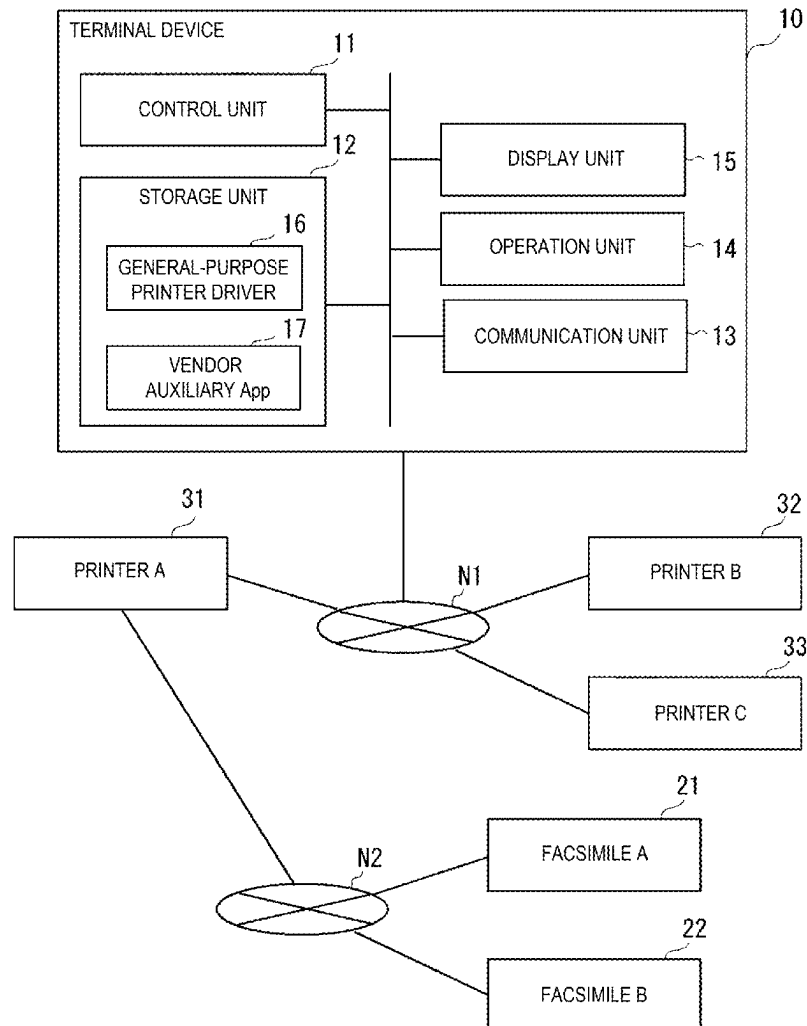 TERMINAL DEVICE
10
11
CONTROL UNIT
12
STORAGE UNIT
16
GENERAL-PURPOSE
PRINTER DRIVER
17
VENDOR
AUXILIARY App
DISPLAY UNIT
15
OPERATION UNIT
14
COMMUNICATION UNIT
13
31
PRINTER A
N1
32
PRINTER B
33
PRINTER C
N2
21
FACSIMILE A
22
FACSIMILE B